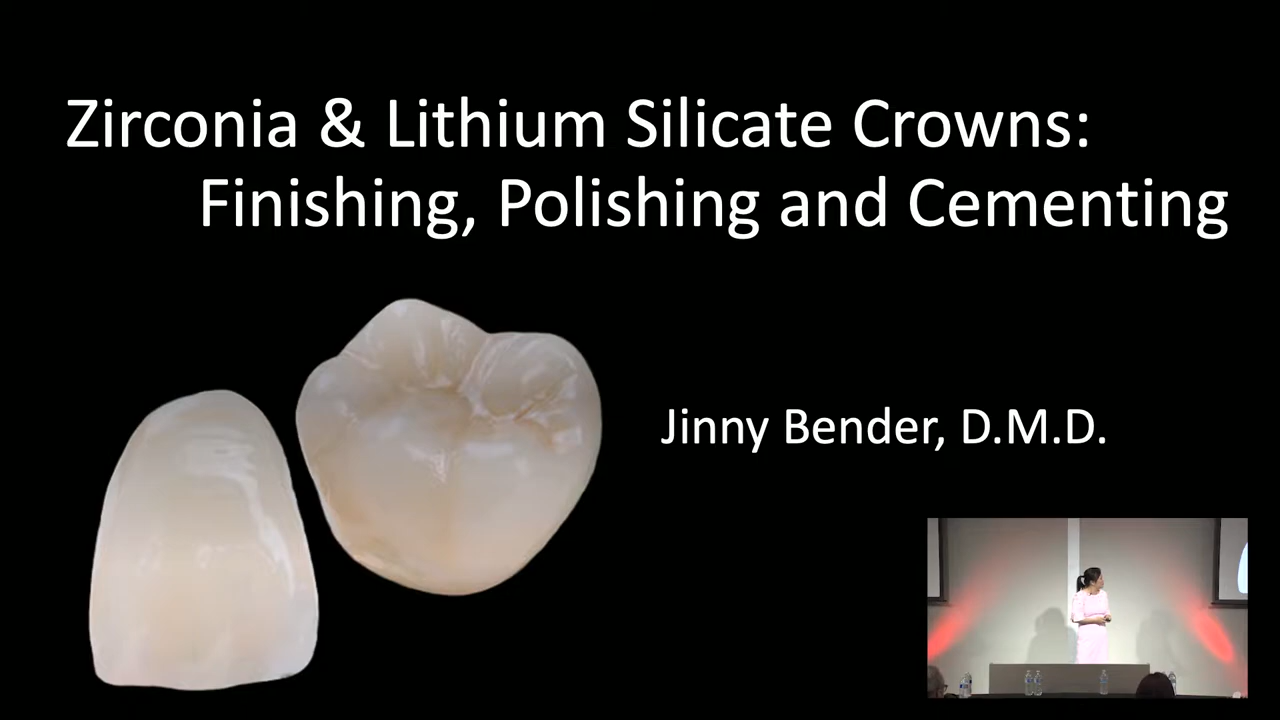 Zirconia & Lithium Silicate Crowns:
Finishing, Polishing and Cementing
Jinny Bender, D.M.D.